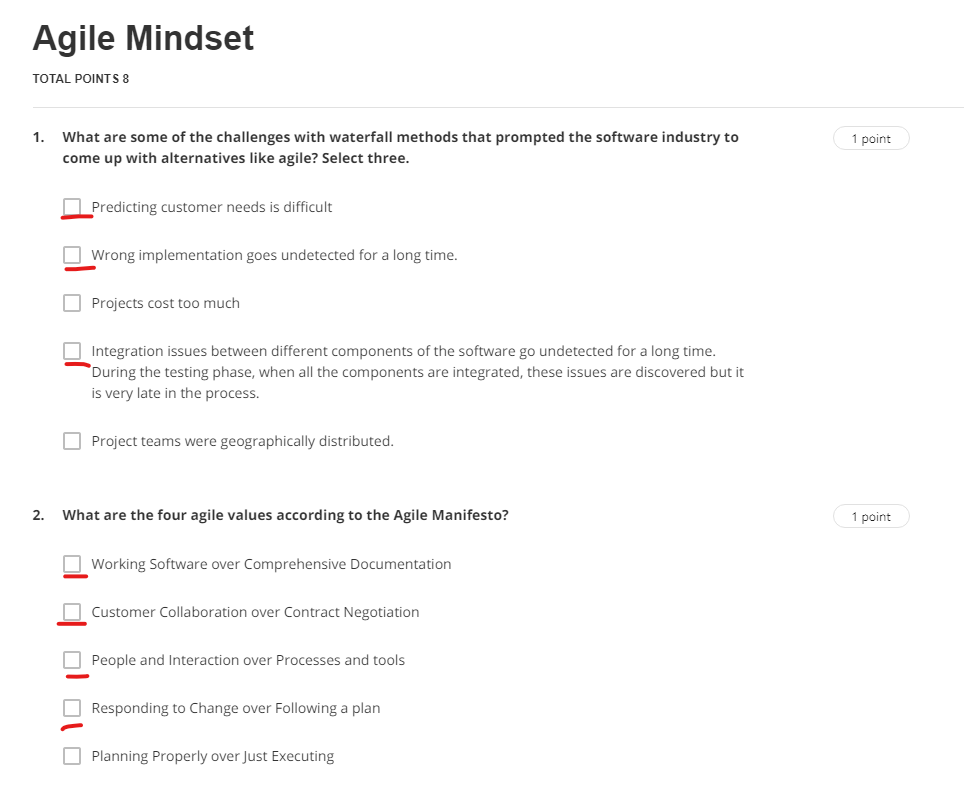 Agile Mindset
TOTAL POINTS 8
1. What are some of the challenges with waterfall methods that prompted the software industry to 1 point
come up with alternatives like agile? Select three.
Predicting customer needs is difficult
Wrong implementation goes undetected for a long time.
Projects cost too much
Integration issues between different components of the software go undetected for a long time.
During the testing phase, when all the components are integrated, these issues are discovered but it
is very late in the process.
Project teams were geographically distributed.
2. What are the four agile values according to the Agile Manifesto? 1 point
Working Software over Comprehensive Documentation
Customer Collaboration over Contract Negotiation
People and Interaction over Processes and tools
Responding to Change over Following a plan
Planning Properly over Just Executing